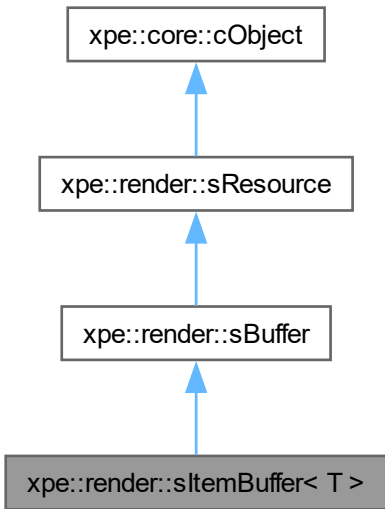 xpe::core::cObject
xpe::render::sResource
xpe::render::sBuffer
xpe::render::sItemBuffer< T >